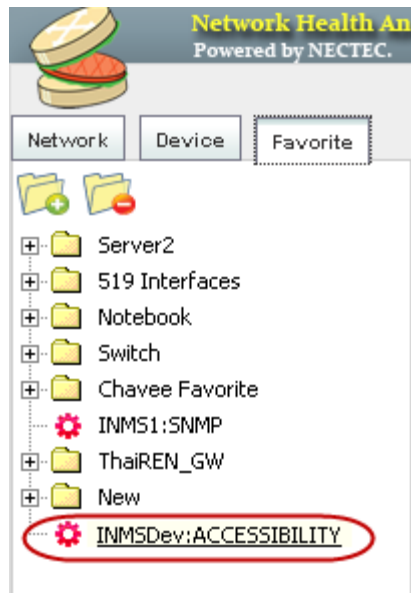 Network Health An
Powered by NECTEC.
Network Device Favorite
Server2
519 Interfaces
Notebook
Switch
Chavee Favorite
INMS1:SNMP
ThaiREN_GW
New
INMSDev:ACCESSIBILITY